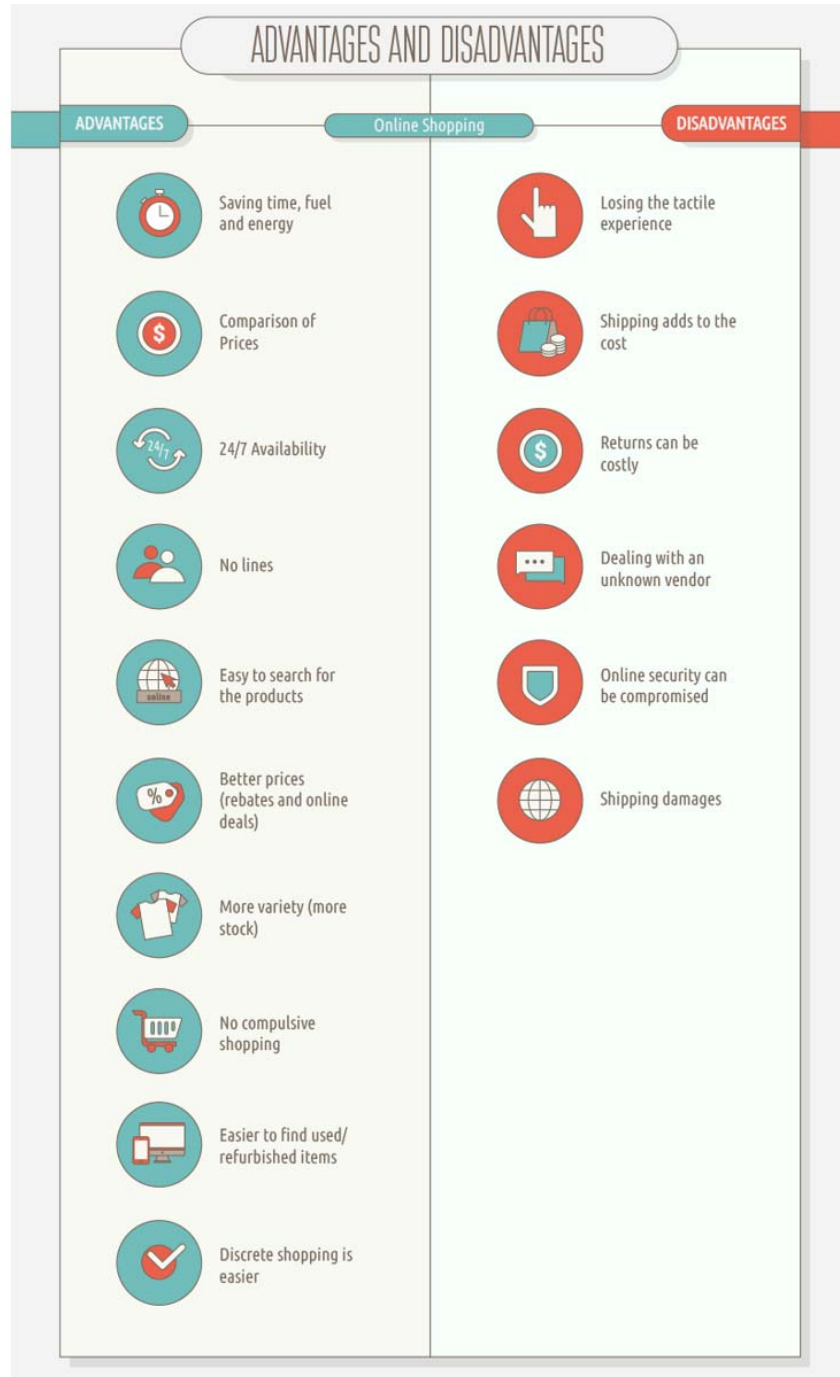 ADVANTAGES AND DISADVANTAGES
ADVANTAGES
Online Shopping
DISADVANTAGES
Saving time, fuel
and energy
Comparison of
Prices
24/7
24/7 Availability
No lines
online
Easy to search for
the products
%
Better prices
(rebates and online
deals)
More variety (more
stock)
No compulsive
shopping
Easier to find used/
refurbished items
Discrete shopping is
easier
Losing the tactile
experience
Shipping adds to the
cost
Returns can be
costly
Dealing with an
unknown vendor
Online security can
be compromised
Shipping damages